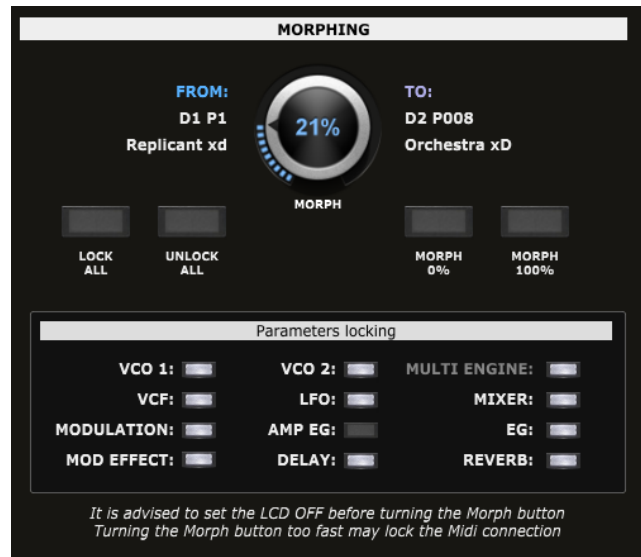 MORPHING
FROM:
D1 P1
Replicant xd
21%
MORPH
TO:
D2 P008
Orchestra xD
LOCK
ALL
UNLOCK
ALL
MORPH
0%
MORPH
100%
Parameters locking
VCO 1: VCO 2: MULTI ENGINE:
VCF: LFO: MIXER:
MODULATION: AMP EG: EG:
MOD EFFECT: DELAY: REVERB:
It is advised to set the LCD OFF before turning the Morph button
Turning the Morph button too fast may lock the Midi connection